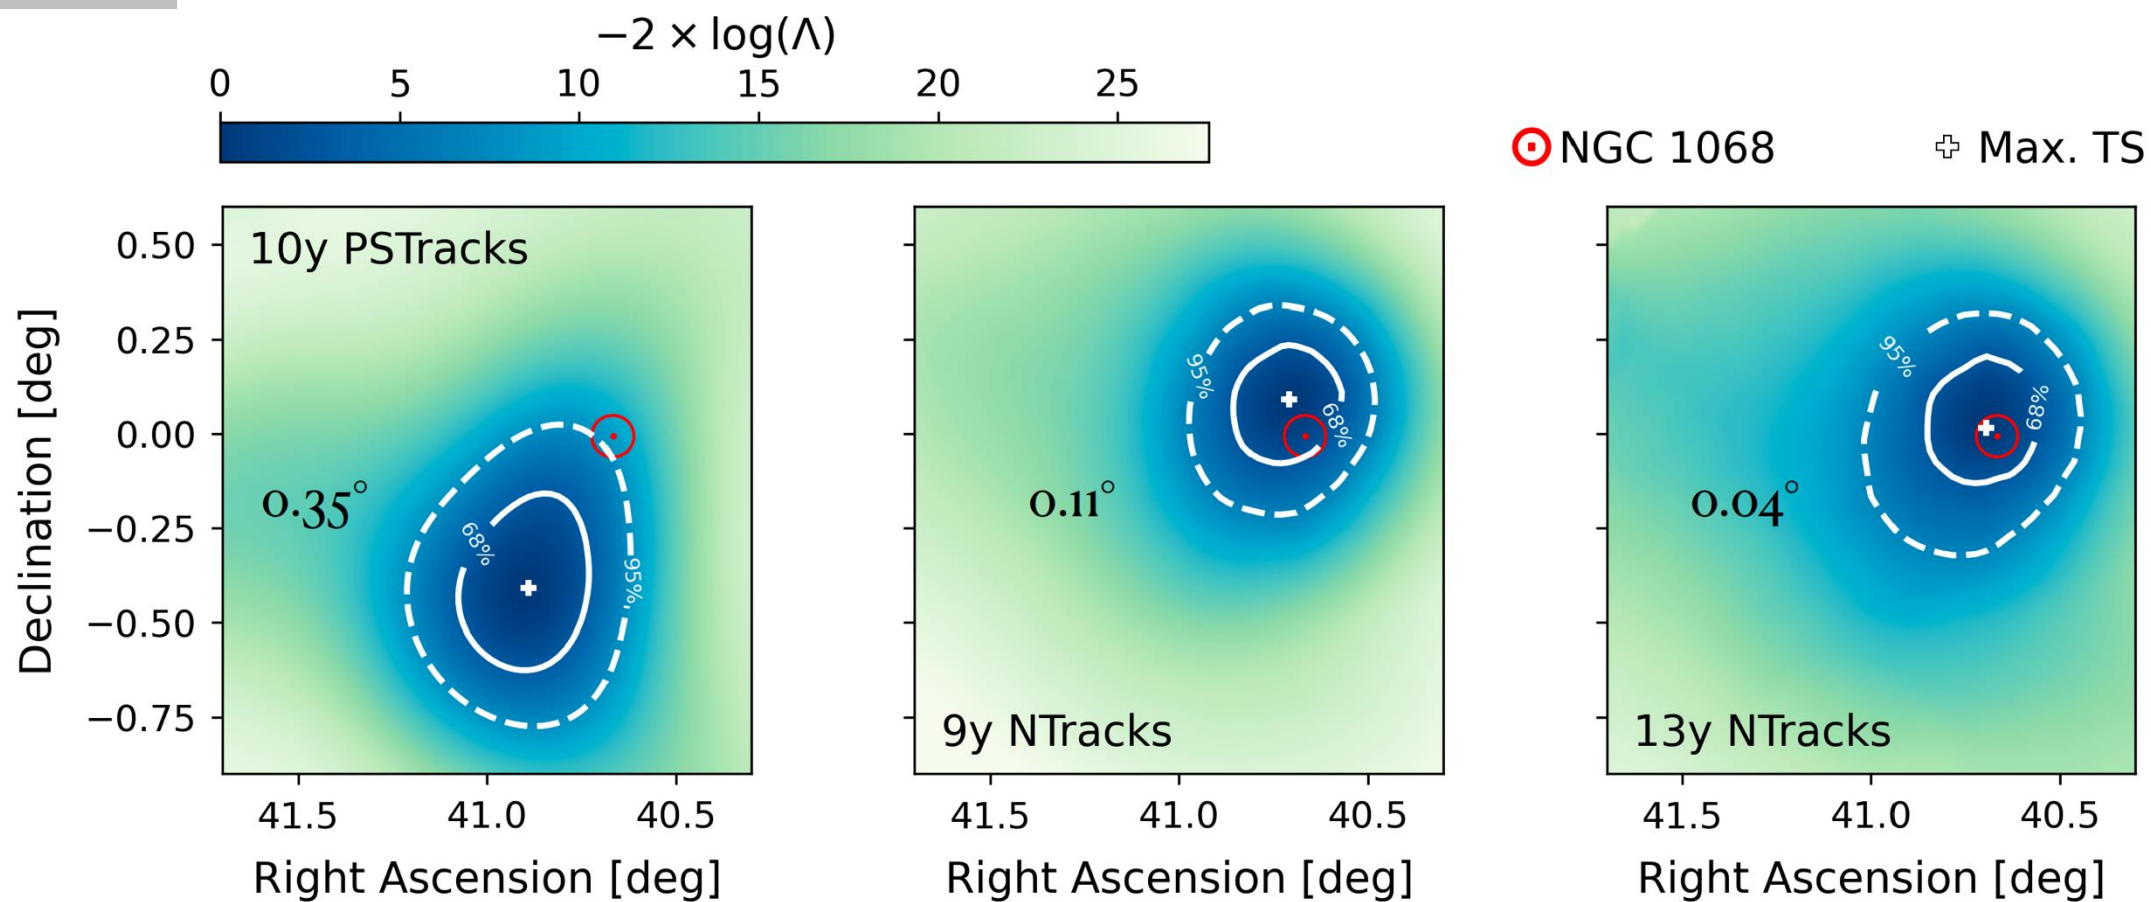 −2 × log(Λ)
0 5 10 15 20 25
NGC 1068 Max. TS
10y PSTracks
0.50
0.25
0.00
−0.25
−0.50
−0.75
Declination [deg]
0.35°
68%
95%
41.5 41.0 40.5
Right Ascension [deg]
95%
68%
0.11°
9y NTracks
41.5 41.0 40.5
Right Ascension [deg]
95%
68%
0.04°
13y NTracks
41.5 41.0 40.5
Right Ascension [deg]